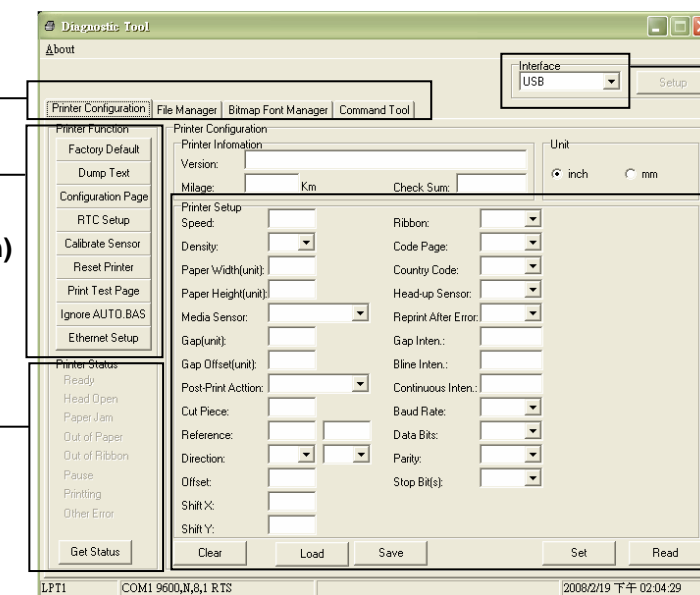 Diagnostic Tool
About
Interface
USB
Setup
Printer Configuration File Manager Bitmap Font Manager Command Tool
Printer Function
Factory Default
Dump Text
Configuration Page
RTC Setup
Calibrate Sensor
Reset Printer
Print Test Page
Ignore AUTO.BAS
Ethernet Setup
)
Printer Status
Ready
Head Open
Paper Jam
Out of Paper
Out of Ribbon
Pause
Printting
Other Error
Get Status
Printer Configuration
Printer Infomation
Version:
Milage: Km Check Sum:
Unit
inch mm
Printer Setup
Speed: Ribbon:
Density: Code Page:
Paper Width(unit): Country Code:
Paper Height(unit): Head-up Sensor:
Media Sensor: Reprint After Error:
Gap(unit): Gap Inten.:
Gap Offset(unit): Bline Inten.:
Post-Print Acttion: Continuous Inten.:
Cut Piece: Baud Rate:
Reference: Data Bits:
Direction: Parity:
Offset: Stop Bit(s):
Shift X:
Shift Y:
Clear Load Save Set Read
LPT1 COM1 9600,N,8,1 RTS 2008/2/19 下午 02:04:29